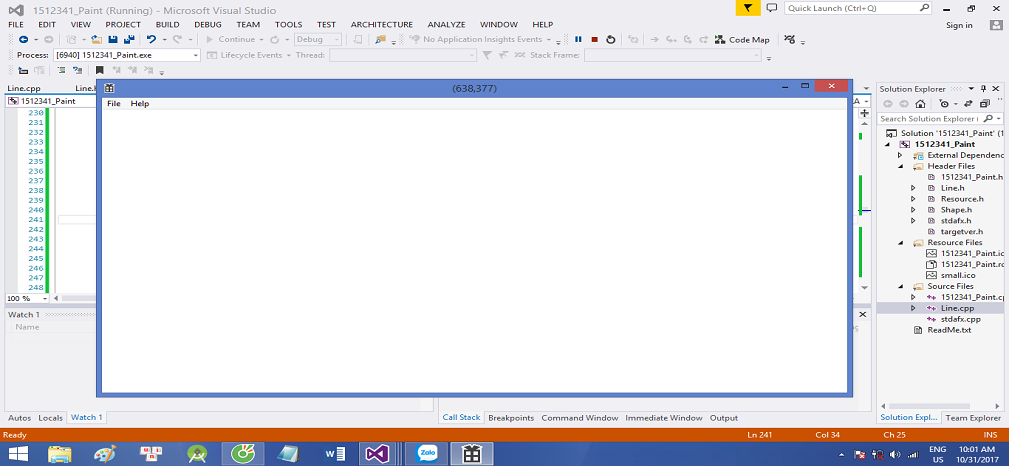 1512341_Paint (Running) - Microsoft Visual Studio
Quick Launch (Ctrl+Q)
FILE EDIT VIEW PROJECT BUILD DEBUG TEAM TOOLS TEST ARCHITECTURE ANALYZE WINDOW HELP
Sign in
Continue Debug No Application Insights Events Code Map
Process: [6940] 1512341_Paint.exe Lifecycle Events Thread: Stack Frame:
Line.cpp
1512341_Paint
(638,377)
File Help
230
231
232
233
234
235
236
237
238
239
240
241
242
243
244
245
246
247
248
100 %
Watch 1
Name
Autos Locals Watch 1
Call Stack Breakpoints Command Window Immediate Window Output
Solution Explorer
Search Solution Explorer
Solution '1512341_Paint' (1
1512341_Paint
External Dependenc
Header Files
1512341_Paint.h
Line.h
Resource.h
Shape.h
stdafx.h
targetver.h
Resource Files
1512341_Paint.ic
1512341_Paint.rc
small.ico
Source Files
1512341_Paint.cp
Line.cpp
stdafx.cpp
ReadMe.txt
Solution Expl... Team Explorer
Ready Ln 241 Col 34 Ch 25 INS
Zalo
ENG
US
10:01 AM
10/31/2017